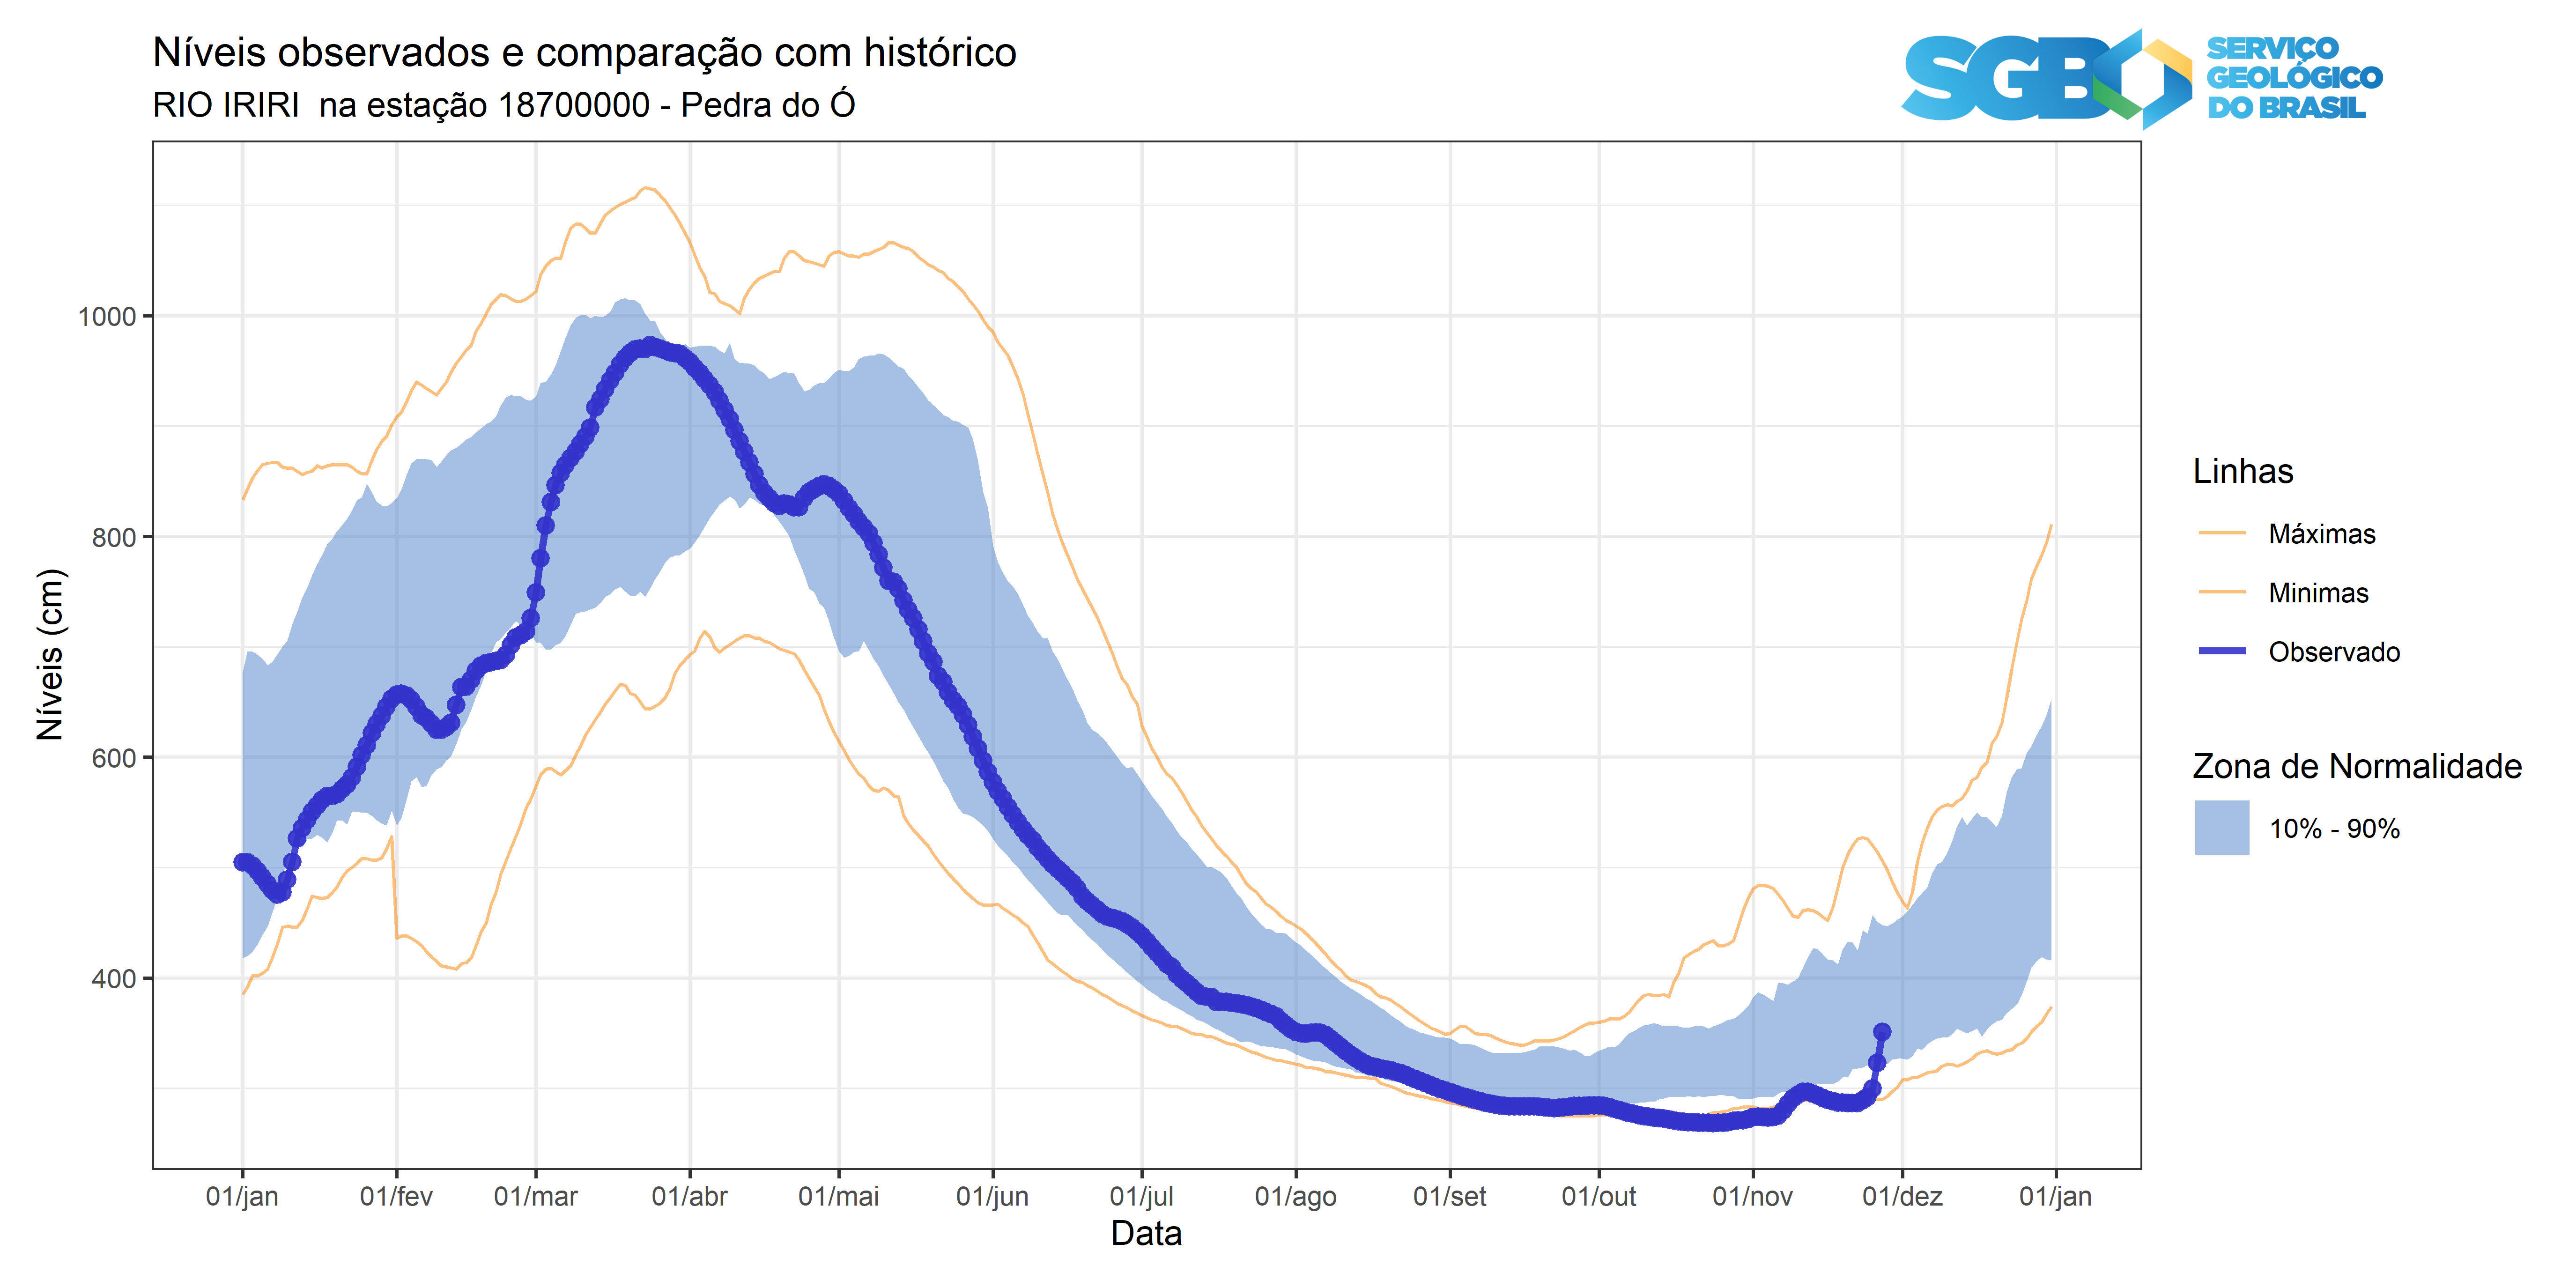 Níveis observados e comparação com histórico
RIO IRIRI  na estação 18700000 - Pedra do Ó
SGB
SERVIÇO
GEOLÓGICO
DO BRASIL
Níveis (cm)
1000
800
600
400
01/jan
01/fev
01/mar
01/abr
01/mai
01/jun
01/jul
01/ago
01/set
01/out
01/nov
01/dez
01/jan
Data
Linhas
Máximas
Minimas
Observado
Zona de Normalidade
10% - 90%